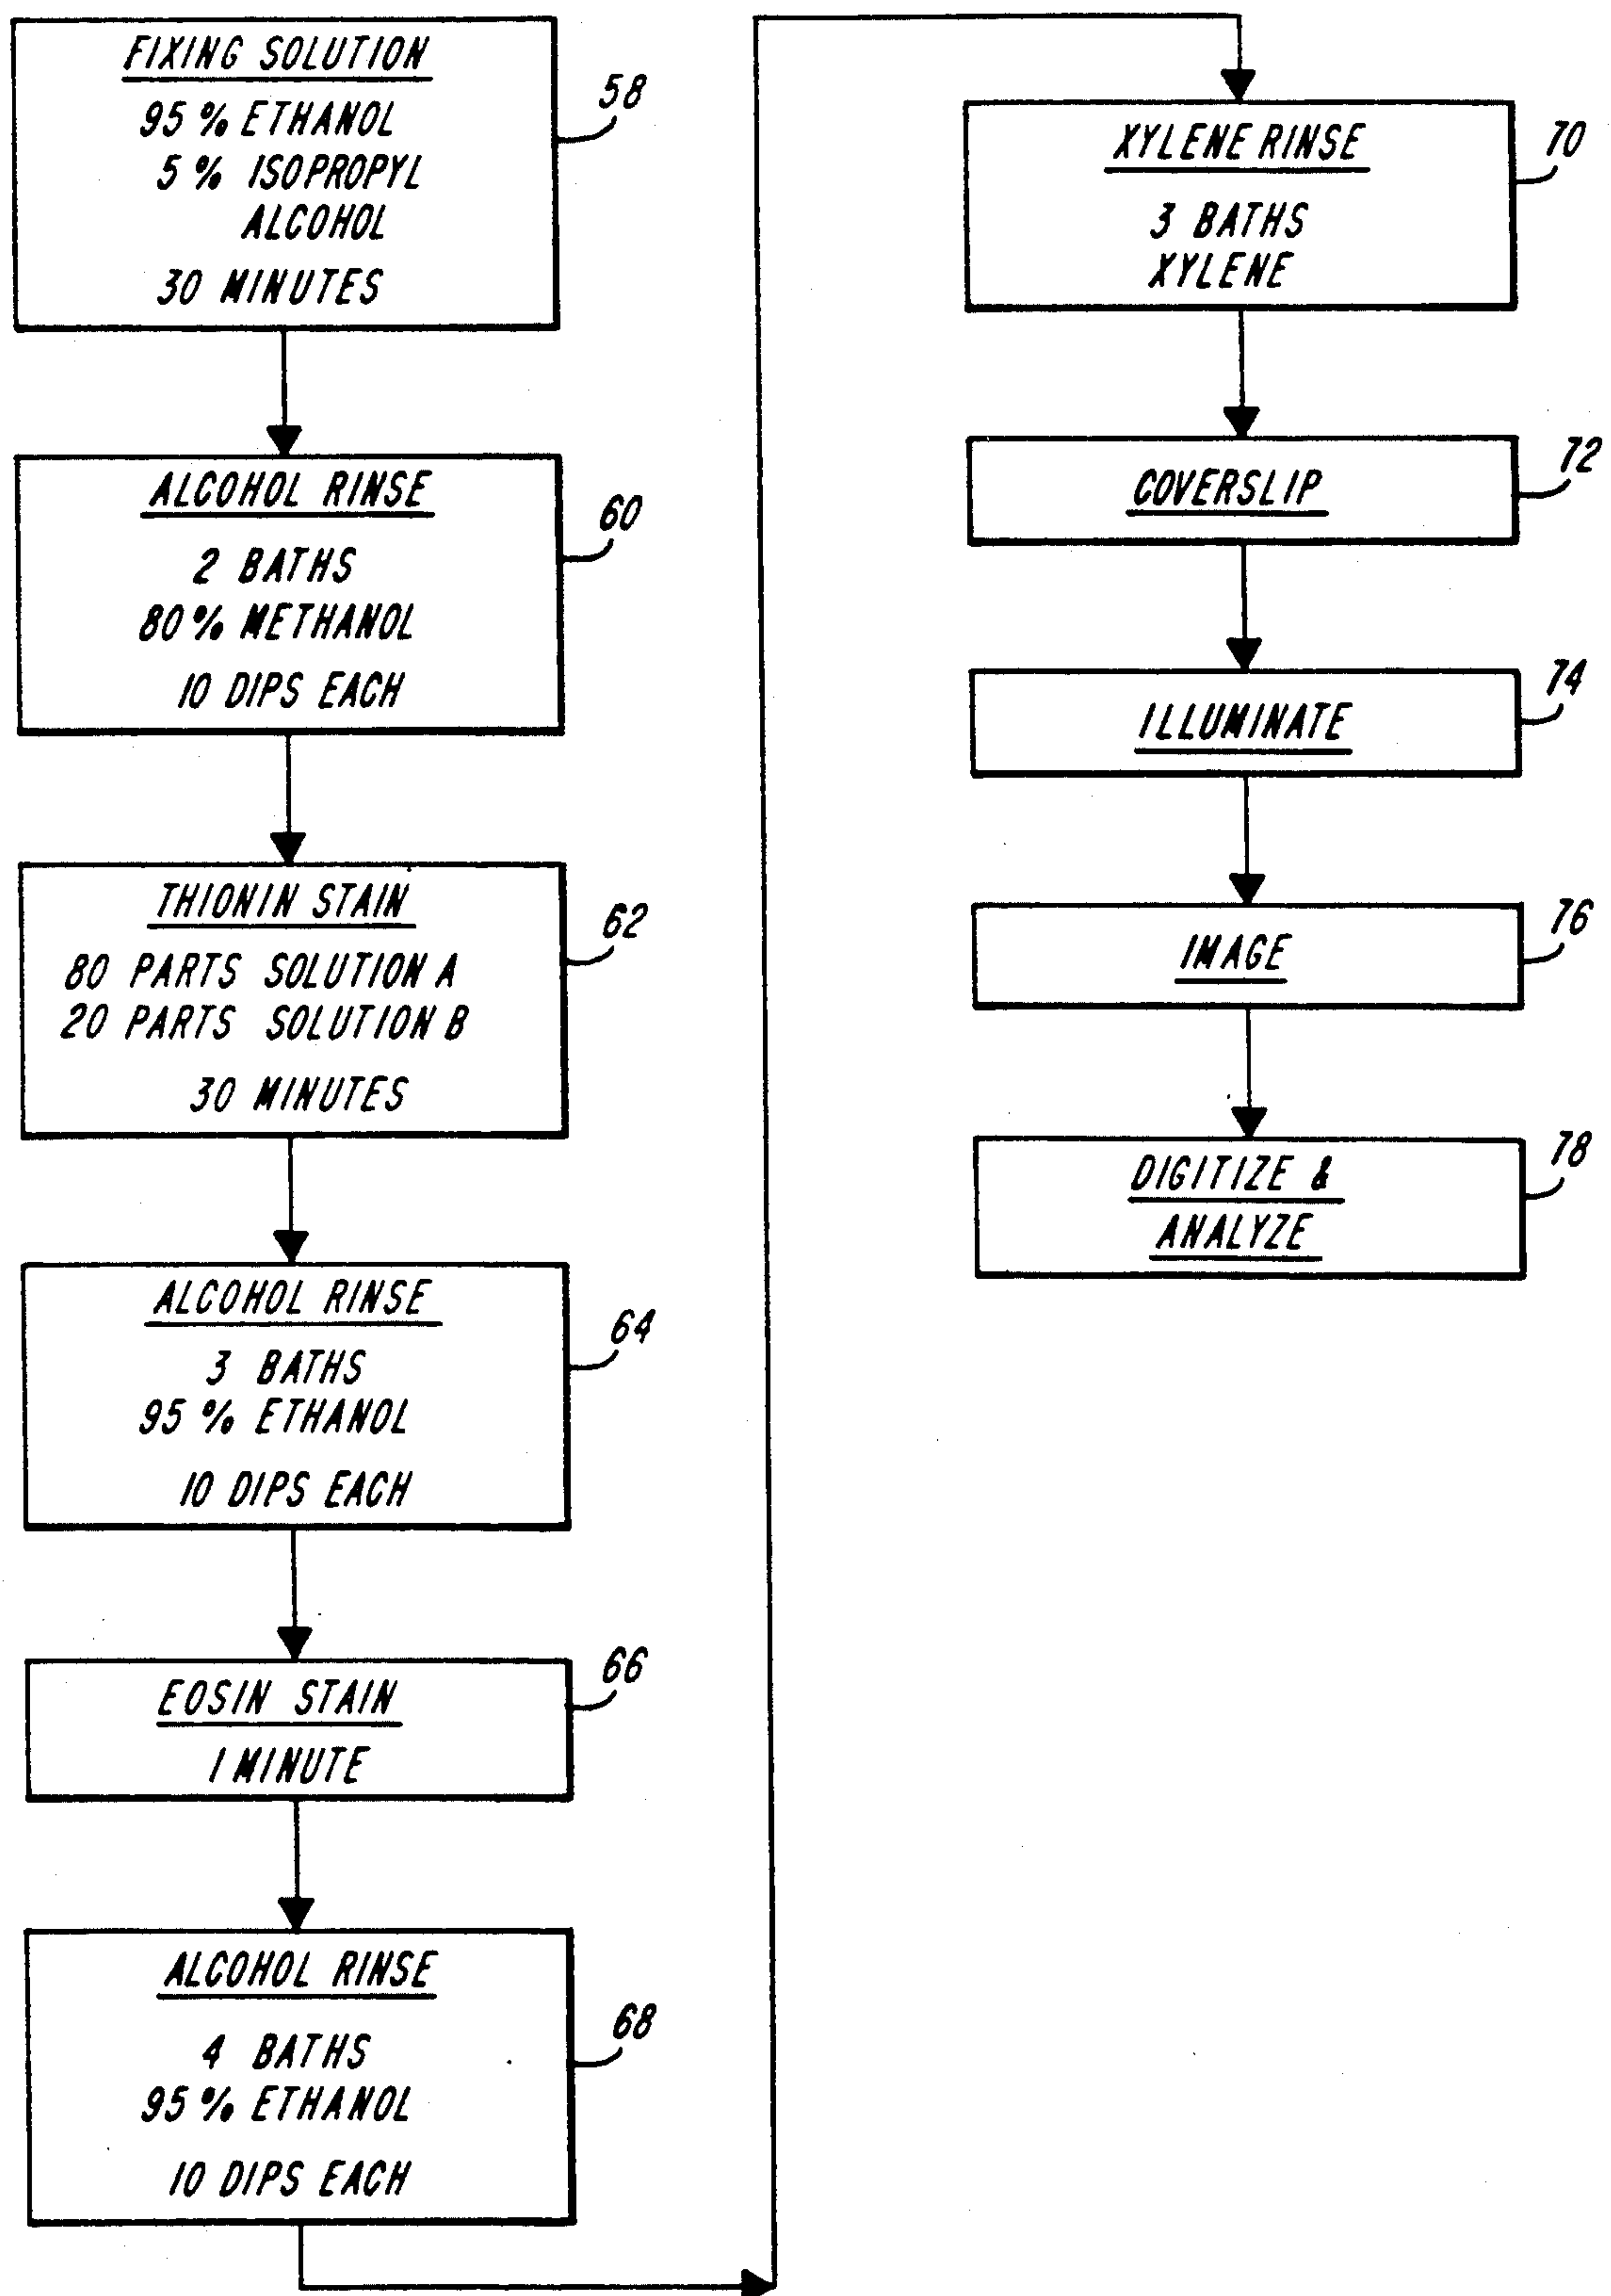 FIXING SOLUTION
95% ETHANOL
5% ISOPROPYL
ALCOHOL
30 MINUTES
58
ALCOHOL RINSE
2 BATHS
80% METHANOL
10 DIPS EACH
60
THIONIN STAIN
80 PARTS SOLUTION A
20 PARTS SOLUTION B
30 MINUTES
62
ALCOHOL RINSE
3 BATHS
95% ETHANOL
10 DIPS EACH
64
EOSIN STAIN
1 MINUTE
66
ALCOHOL RINSE
4 BATHS
95% ETHANOL
10 DIPS EACH
68
XYLENE RINSE
3 BATHS
XYLENE
70
COVERSLIP
72
ILLUMINATE
74
IMAGE
76
DIGITIZE &
ANALYZE
78